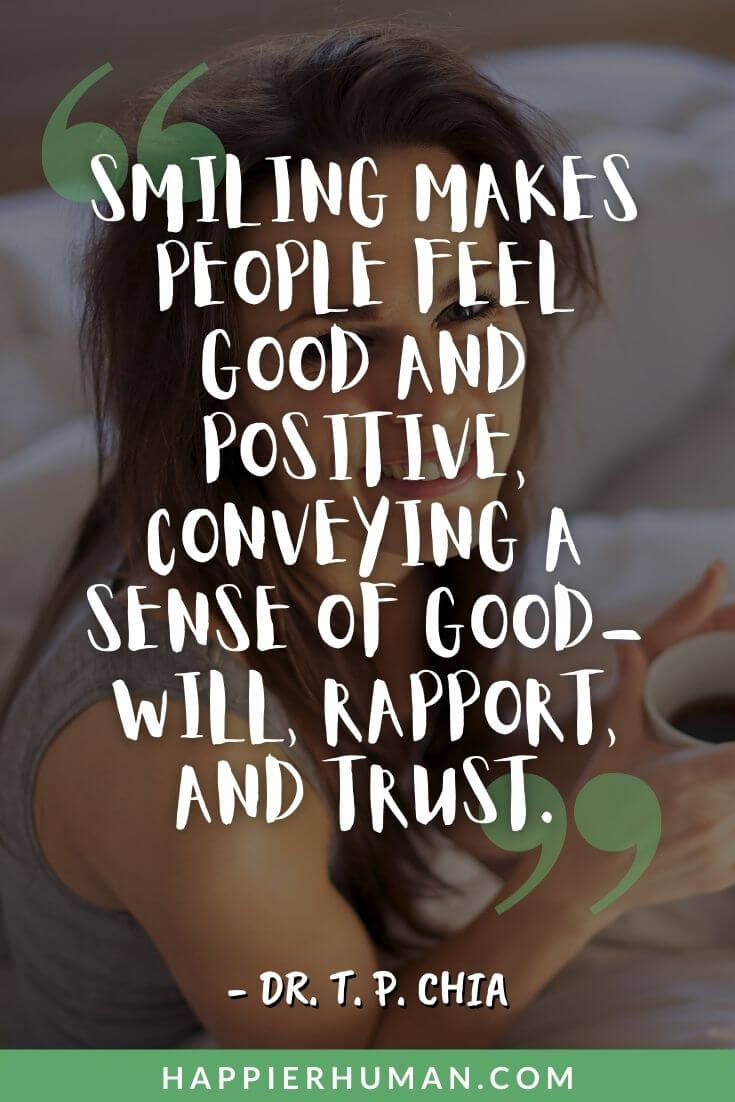 “
SMILING MAKES
PEOPLE FEEL
GOOD AND
POSITIVE,
CONVEYING A
SENSE OF GOOD-
WILL, RAPPORT,
AND TRUST.
”
- DR. T. P. CHIA
HAPPIERHUMAN.COM